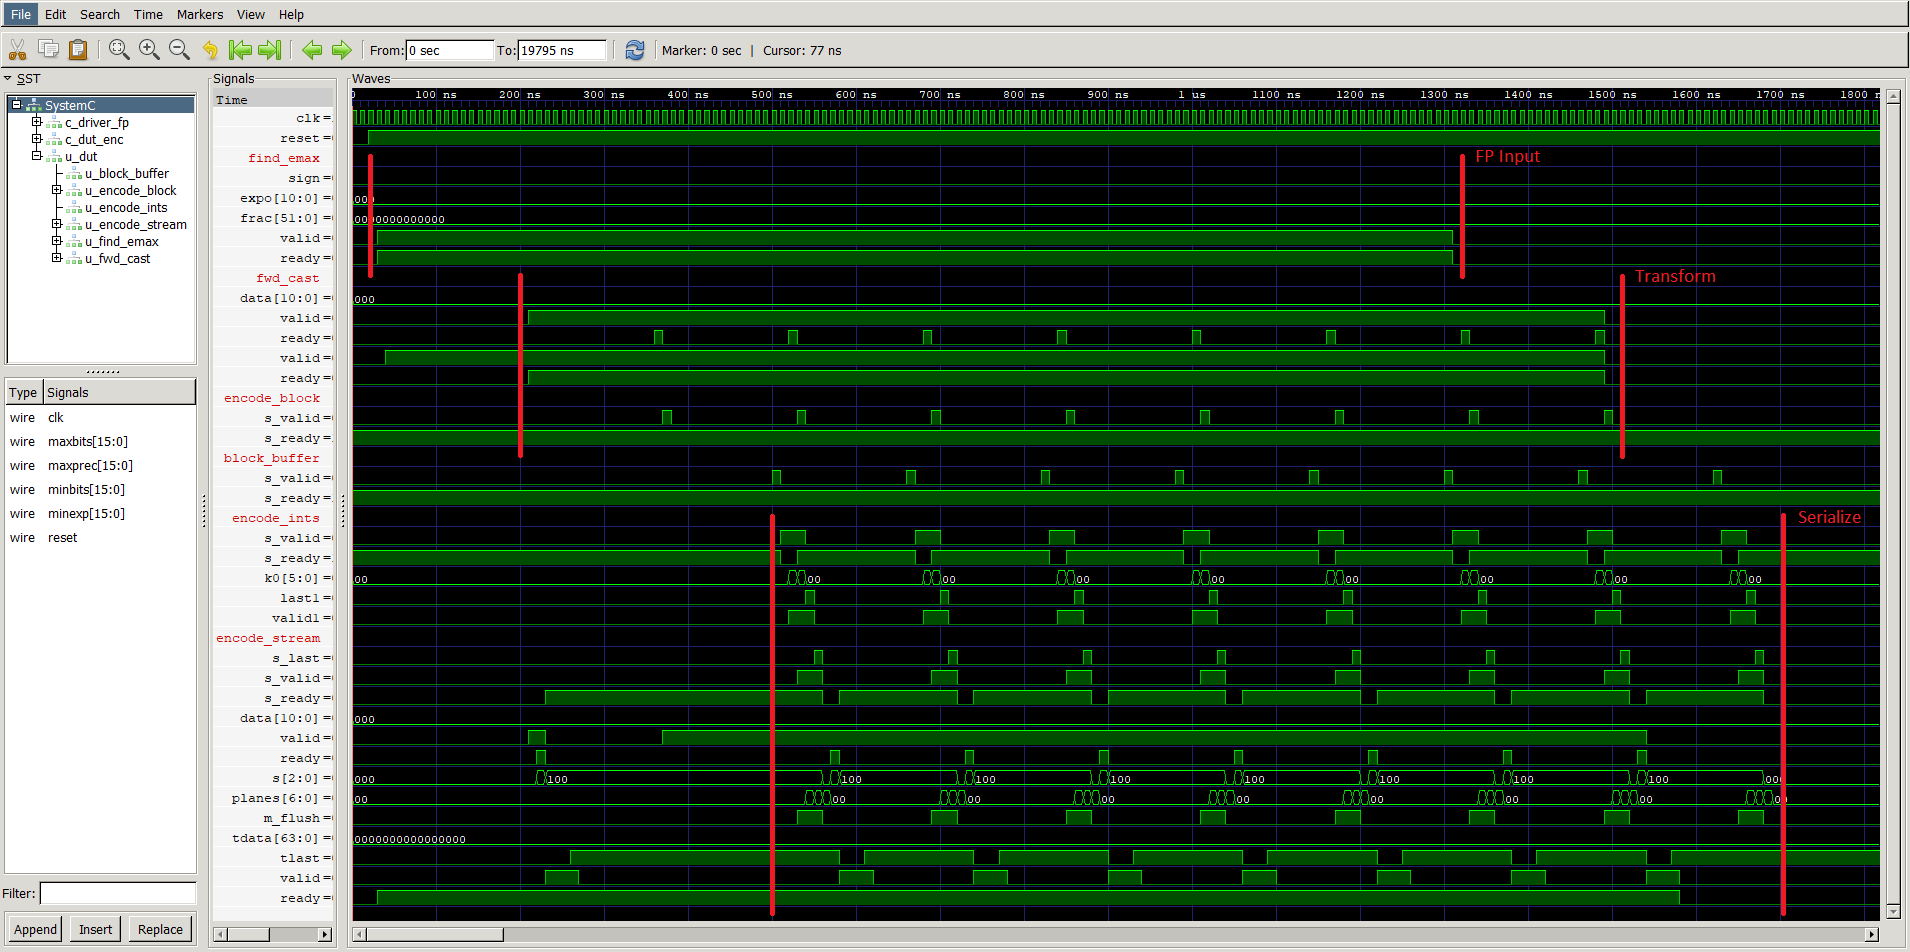 File Edit Search Time Markers View Help
From: 0 sec To: 19795 ns Marker: 0 sec | Cursor: 77 ns
SST
SystemC
c_driver_fp
c_dut_enc
u_dut
u_block_buffer
u_encode_block
u_encode_ints
u_encode_stream
u_find_emax
u_fwd_cast
Type Signals
wire clk
wire maxbits[15:0]
wire maxprec[15:0]
wire minbits[15:0]
wire minexp[15:0]
wire reset
Filter:
Append Insert Replace
Signals
Time
clk =
reset =
find_emax
sign =
expo[10:0] =
frac[51:0] =
valid =
ready =
fwd_cast
data[10:0] =
valid =
ready =
valid =
ready =
encode_block
s_valid =
s_ready =
block_buffer
s_valid =
s_ready =
encode_ints
s_valid =
s_ready =
k0[5:0] =
last1 =
valid1 =
encode_stream
s_last =
s_valid =
s_ready =
data[10:0] =
valid =
ready =
s[2:0] =
planes[6:0] =
m_flush =
tdata[63:0] =
tlast =
valid =
ready =
Waves
0 100 ns 200 ns 300 ns 400 ns 500 ns 600 ns 700 ns 800 ns 900 ns 1 us 1100 ns 1200 ns 1300 ns 1400 ns 1500 ns 1600 ns 1700 ns 1800 n
FP Input
000
000000000000
Transform
000
Serialize
00 00 00 00 00 00 00 00 00
000
000 100 100 100 100 100 100 100 100 000
00 00 00 00 00 00 00 00 00
0000000000000000